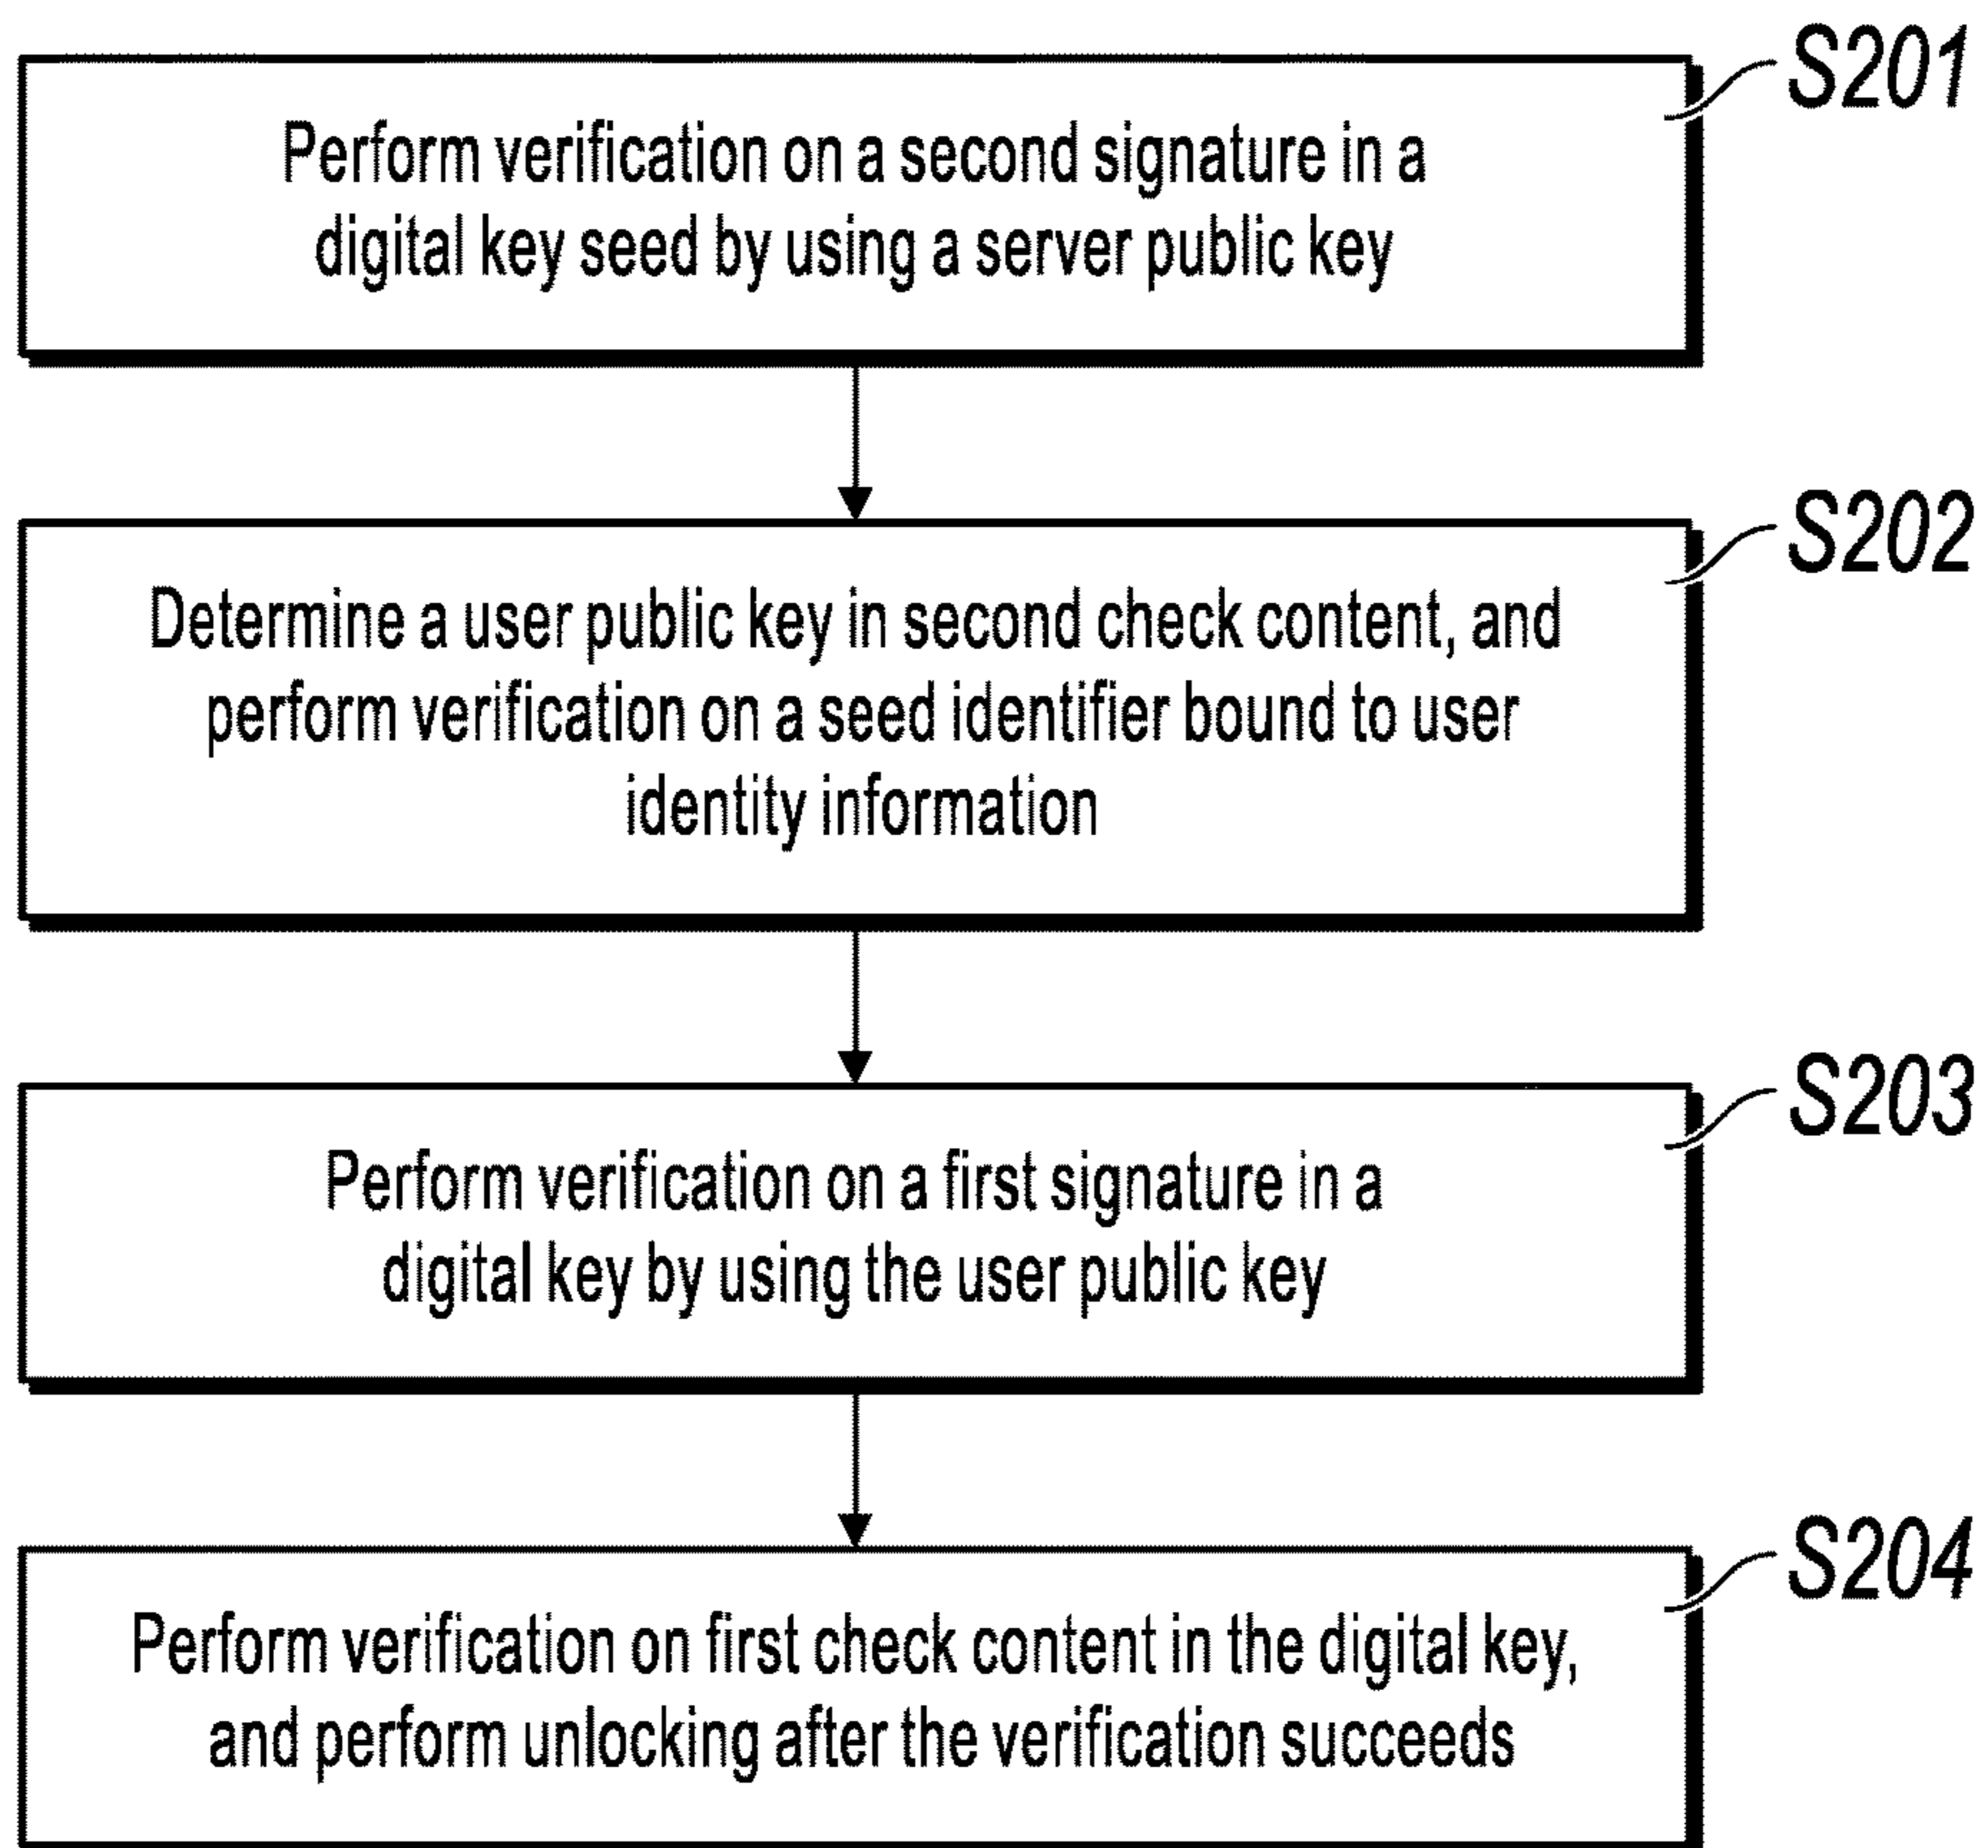 S201
Perform verification on a second signature in a
digital key seed by using a server public key
S202
Determine a user public key in second check content, and
perform verification on a seed identifier bound to user
identity information
S203
Perform verification on a first signature in a
digital key by using the user public key
S204
Perform verification on first check content in the digital key,
and perform unlocking after the verification succeeds